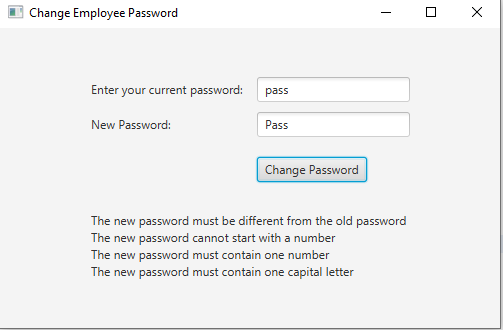 Change Employee Password
Enter your current password: pass
New Password: Pass
Change Password
The new password must be different from the old password
The new password cannot start with a number
The new password must contain one number
The new password must contain one capital letter